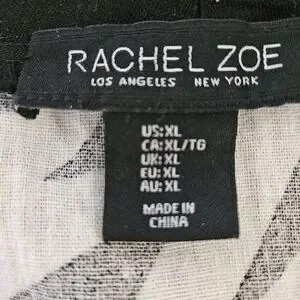 RACHEL ZOE
LOS ANGELES NEW YORK
US:XL
CA:XL/TG
UK:XL
EU:XL
AU:XL
MADE IN
CHINA